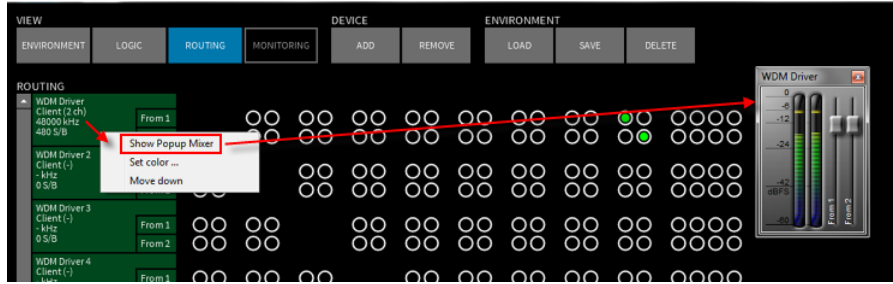 VIEW
DEVICE
ENVIRONMENT
ENVIRONMENT
LOGIC
ROUTING
MONITORING
ADD
REMOVE
LOAD
SAVE
DELETE
ROUTING
WDM Driver
Client (2 ch)
48000 kHz
480 S/B
From 1
Show Popup Mixer
Set color ...
Move down
WDM Driver 2
Client (-)
- kHz
0 S/B
WDM Driver 3
Client (-)
- kHz
0 S/B
From 1
From 2
WDM Driver 4
Client (-)
- kHz
From 1
WDM Driver
0
-6
-12
-24
-42
dBFS
-60
From 1
From 2